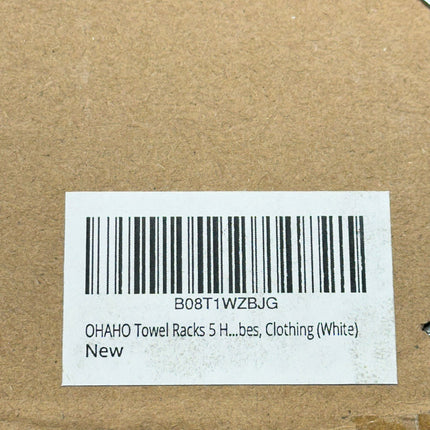 B08T1WZBJG
OHAHO Towel Racks 5 H...bes, Clothing (White)
New